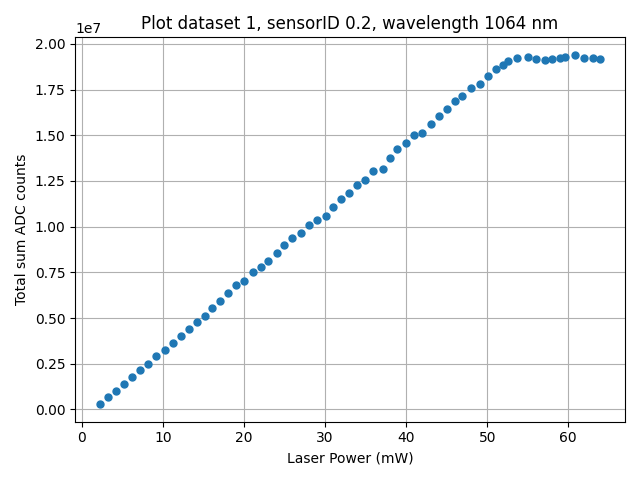 Plot dataset 1, sensorID 0.2, wavelength 1064 nm
1e7
2.00
1.75
1.50
1.25
1.00
0.75
0.50
0.25
0.00
Total sum ADC counts
0 10 20 30 40 50 60
Laser Power (mW)